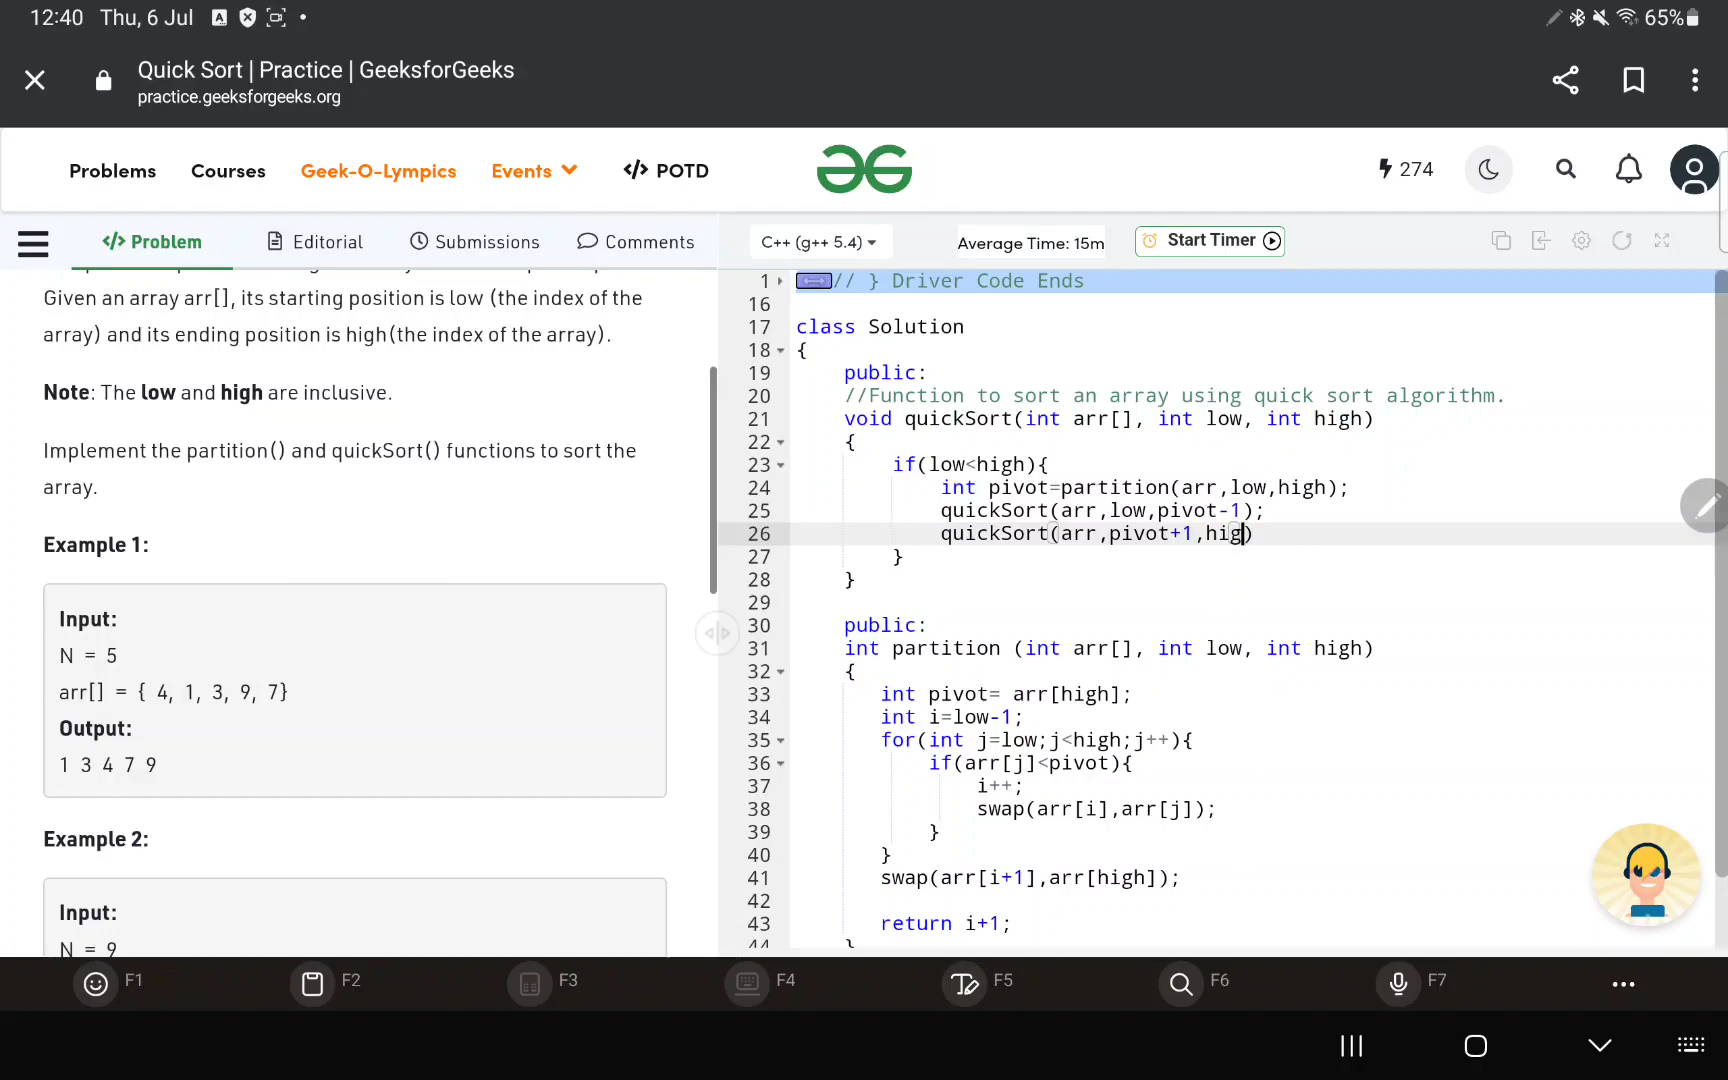 12:40 Thu, 6 Jul
65%
Quick Sort | Practice | GeeksforGeeks
practice.geeksforgeeks.org
Problems Courses Geek-O-Lympics Events </> POTD
274
</> Problem Editorial Submissions Comments
Given an array arr[], its starting position is low (the index of the
array) and its ending position is high(the index of the array).
Note: The low and high are inclusive.
Implement the partition() and quickSort() functions to sort the
array.
Example 1:
Input:
N = 5
arr[] = { 4, 1, 3, 9, 7}
Output:
1 3 4 7 9
Example 2:
Input:
N = 9
C++ (g++ 5.4) Average Time: 15m Start Timer
1 // } Driver Code Ends
16
17 class Solution
18 {
19 public:
20 //Function to sort an array using quick sort algorithm.
21 void quickSort(int arr[], int low, int high)
22 {
23 if(low<high){
24 int pivot=partition(arr,low,high);
25 quickSort(arr,low,pivot-1);
26 quickSort(arr,pivot+1,hig)
27 }
28 }
29
30 public:
31 int partition (int arr[], int low, int high)
32 {
33 int pivot= arr[high];
34 int i=low-1;
35 for(int j=low;j<high;j++){
36 if(arr[j]<pivot){
37 i++;
38 swap(arr[i],arr[j]);
39 }
40 }
41 swap(arr[i+1],arr[high]);
42
43 return i+1;
44 }
F1 F2 F3 F4 F5 F6 F7